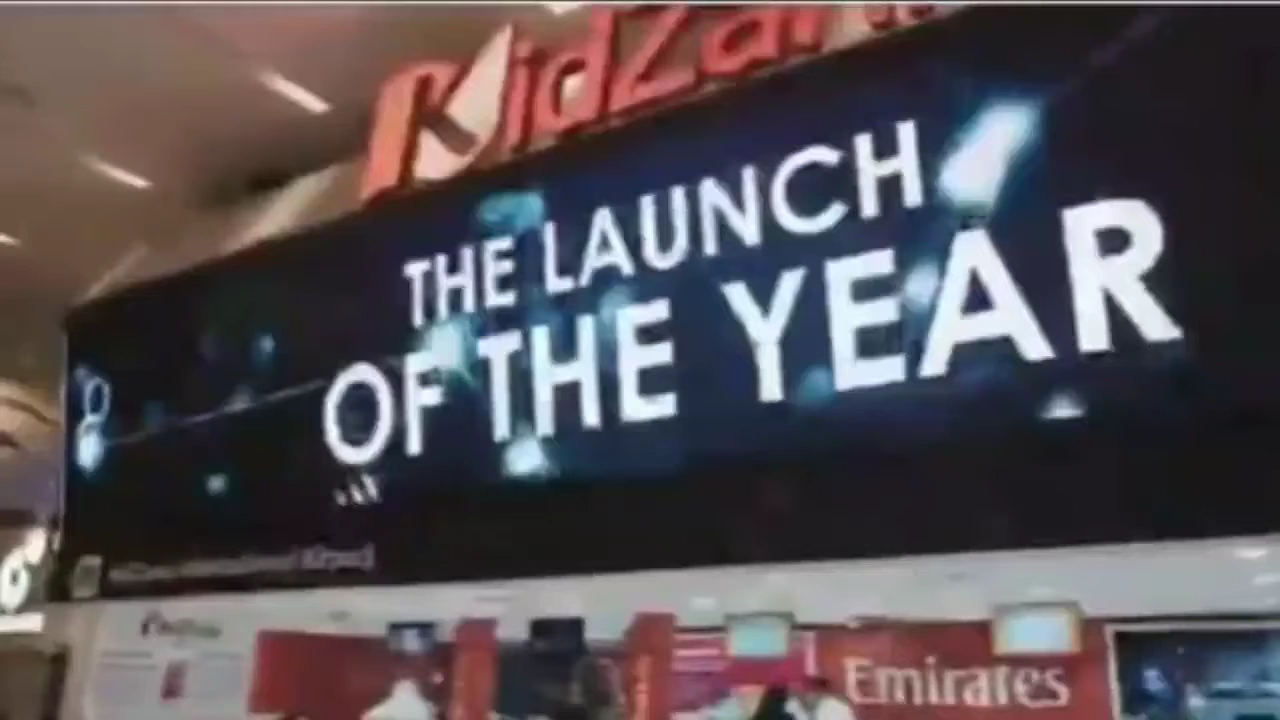 KidZania
THE LAUNCH
OF THE YEAR
Emirates